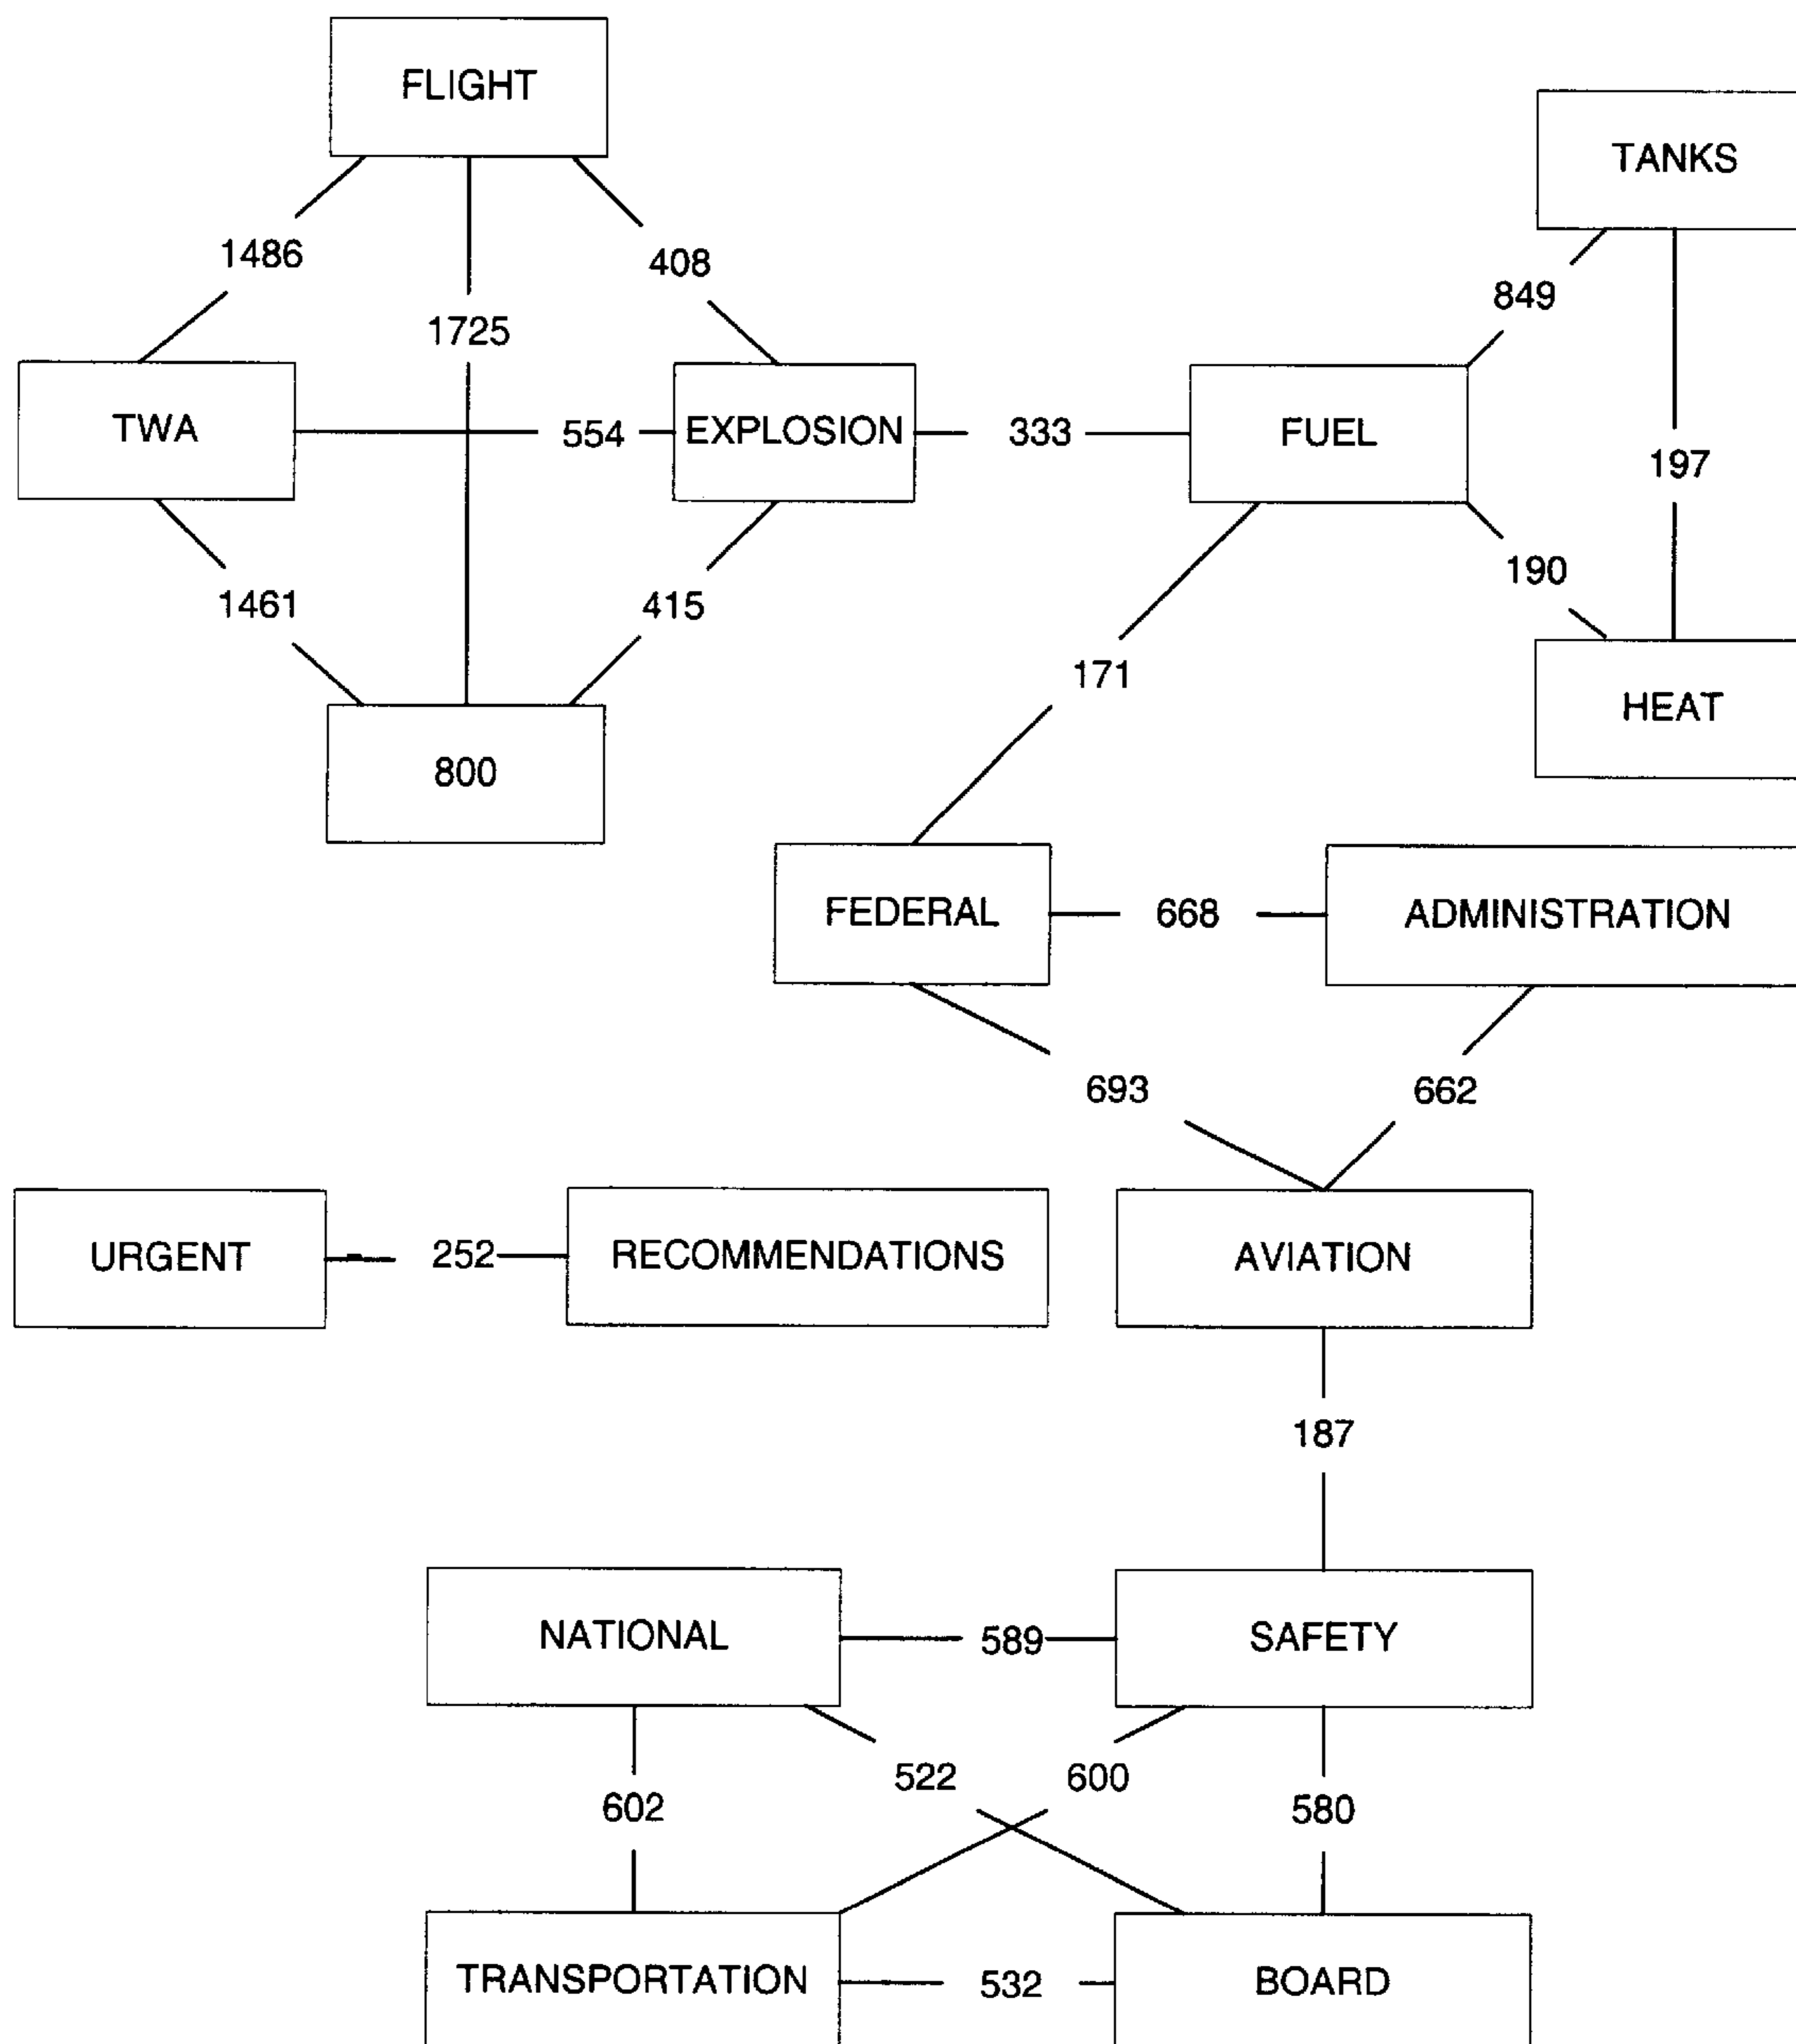 FLIGHT
TANKS
1486
408
849
1725
TWA
554
EXPLOSION
333
FUEL
197
1461
415
190
171
HEAT
800
FEDERAL
668
ADMINISTRATION
693
662
URGENT
252
RECOMMENDATIONS
AVIATION
187
NATIONAL
589
SAFETY
522
600
602
580
TRANSPORTATION
532
BOARD